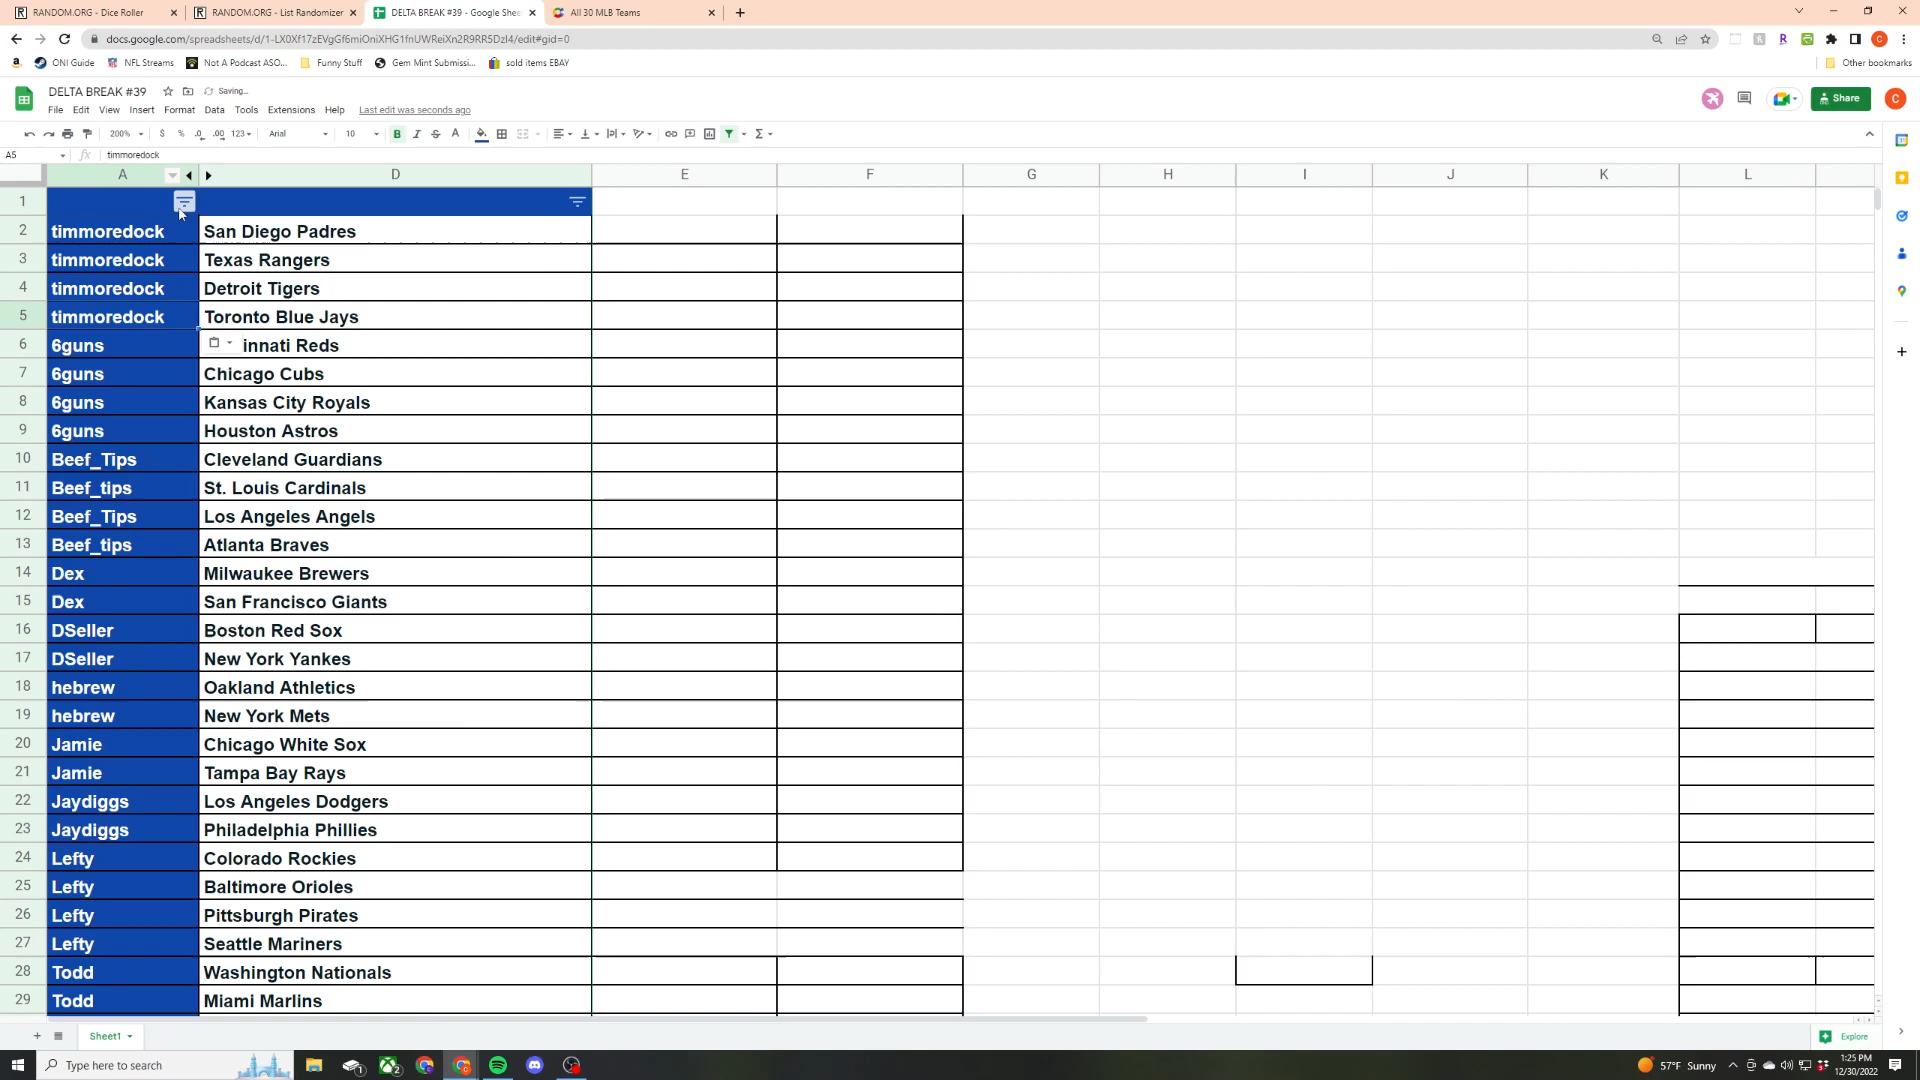 RANDOM.ORG - Dice Roller
RANDOM.ORG - List Randomizer
DELTA BREAK #39 - Google Shee
All 30 MLB Teams
docs.google.com/spreadsheets/d/1-LX0Xf17zEVgGf6miOniXHG1fnUWReiXn2R9RR5DzI4/edit#gid=0
ONI Guide
NFL Streams
Not A Podcast ASO...
Funny Stuff
Gem Mint Submissi...
sold items EBAY
Other bookmarks
DELTA BREAK #39
Saving...
File Edit View Insert Format Data Tools Extensions Help Last edit was seconds ago
Share
C
200% $ % .0 .00 123 Arial 10 B I S A
A5 fx timmoredock
A D E F G H I J K L
1
2 timmoredock San Diego Padres
3 timmoredock Texas Rangers
4 timmoredock Detroit Tigers
5 timmoredock Toronto Blue Jays
6 6guns innati Reds
7 6guns Chicago Cubs
8 6guns Kansas City Royals
9 6guns Houston Astros
10 Beef_Tips Cleveland Guardians
11 Beef_tips St. Louis Cardinals
12 Beef_Tips Los Angeles Angels
13 Beef_tips Atlanta Braves
14 Dex Milwaukee Brewers
15 Dex San Francisco Giants
16 DSeller Boston Red Sox
17 DSeller New York Yankes
18 hebrew Oakland Athletics
19 hebrew New York Mets
20 Jamie Chicago White Sox
21 Jamie Tampa Bay Rays
22 Jaydiggs Los Angeles Dodgers
23 Jaydiggs Philadelphia Phillies
24 Lefty Colorado Rockies
25 Lefty Baltimore Orioles
26 Lefty Pittsburgh Pirates
27 Lefty Seattle Mariners
28 Todd Washington Nationals
29 Todd Miami Marlins
Sheet1
Explore
Type here to search
57°F Sunny
1:25 PM
12/30/2022